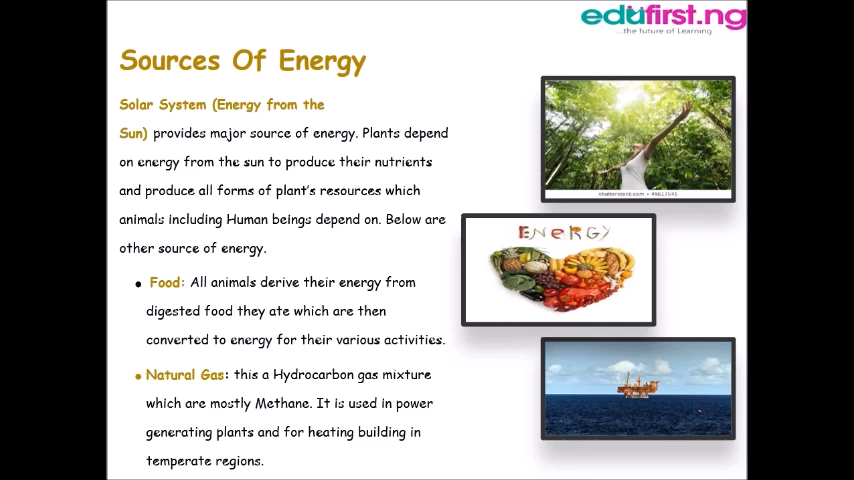 edufirst.ng
...the future of Learning
Sources Of Energy
Solar System (Energy from the
Sun) provides major source of energy. Plants depend
on energy from the sun to produce their nutrients
and produce all forms of plant's resources which
animals including Human beings depend on. Below are
other source of energy.
• Food: All animals derive their energy from
digested food they ate which are then
converted to energy for their various activities.
• Natural Gas: this a Hydrocarbon gas mixture
which are mostly Methane. It is used in power
generating plants and for heating building in
temperate regions.
ENERGY